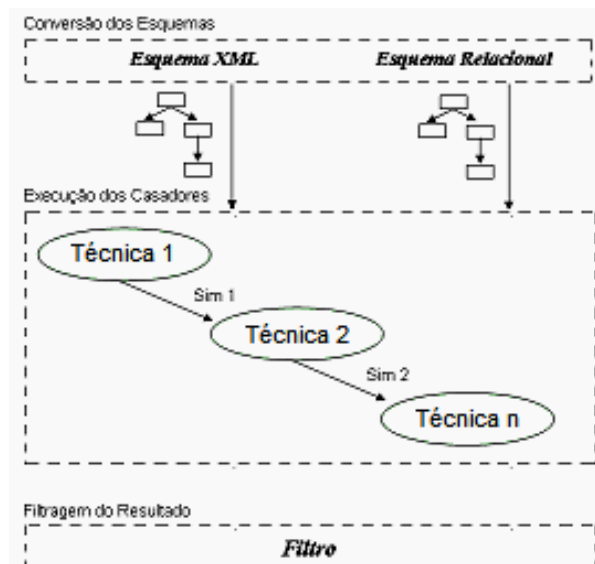 Conversão dos Esquemas
Esquema XML Esquema Relacional
Execução dos Casadores
Técnica 1
Sim 1
Técnica 2
Sim 2
Técnica n
Filtragem do Resultado
Filtro